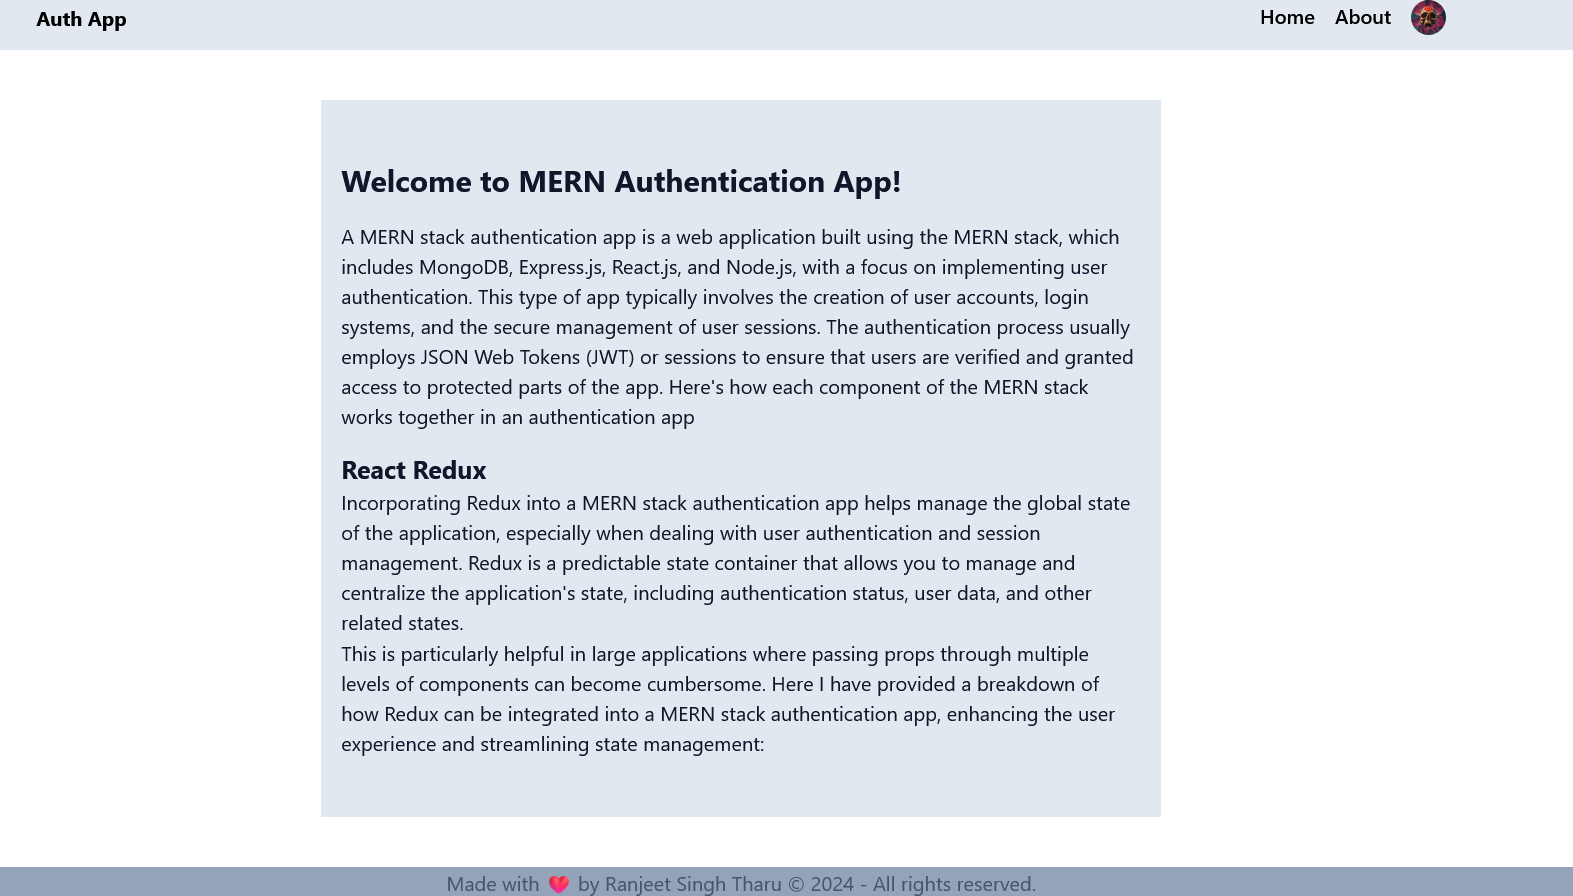 Auth App
Home About
Welcome to MERN Authentication App!
A MERN stack authentication app is a web application built using the MERN stack, which
includes MongoDB, Express.js, React.js, and Node.js, with a focus on implementing user
authentication. This type of app typically involves the creation of user accounts, login
systems, and the secure management of user sessions. The authentication process usually
employs JSON Web Tokens (JWT) or sessions to ensure that users are verified and granted
access to protected parts of the app. Here's how each component of the MERN stack
works together in an authentication app
React Redux
Incorporating Redux into a MERN stack authentication app helps manage the global state
of the application, especially when dealing with user authentication and session
management. Redux is a predictable state container that allows you to manage and
centralize the application's state, including authentication status, user data, and other
related states.
This is particularly helpful in large applications where passing props through multiple
levels of components can become cumbersome. Here I have provided a breakdown of
how Redux can be integrated into a MERN stack authentication app, enhancing the user
experience and streamlining state management:
Made with ❤️ by Ranjeet Singh Tharu © 2024 - All rights reserved.